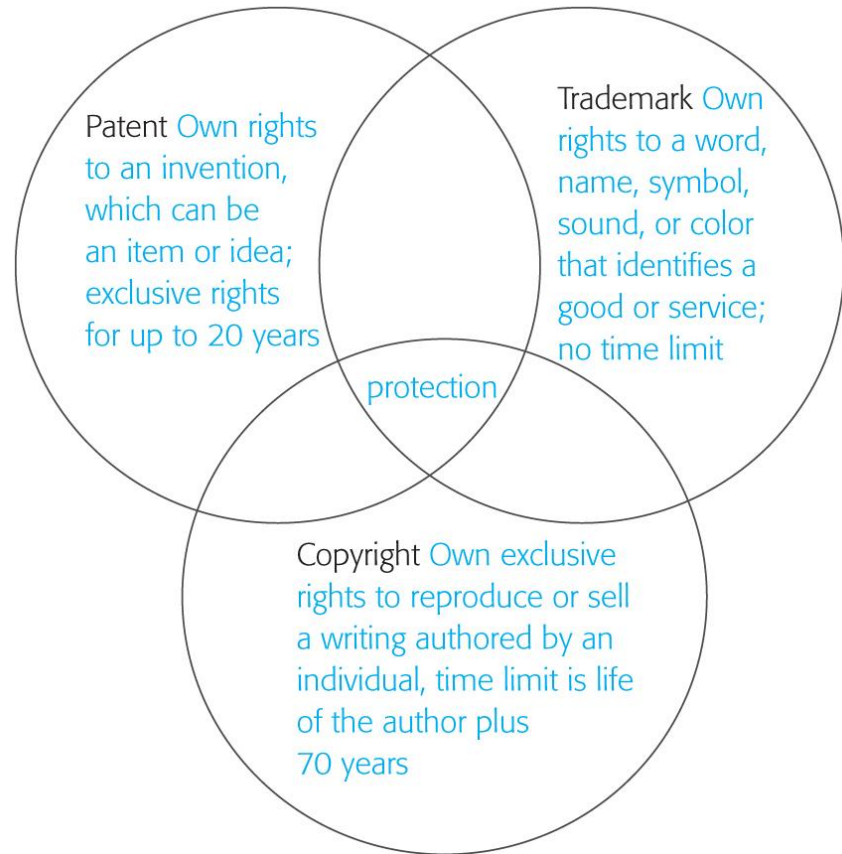 Patent Own rights
to an invention,
which can be
an item or idea;
exclusive rights
for up to 20 years
Trademark Own
rights to a word,
name, symbol,
sound, or color
that identifies a
good or service;
no time limit
protection
Copyright Own exclusive
rights to reproduce or sell
a writing authored by an
individual, time limit is life
of the author plus
70 years